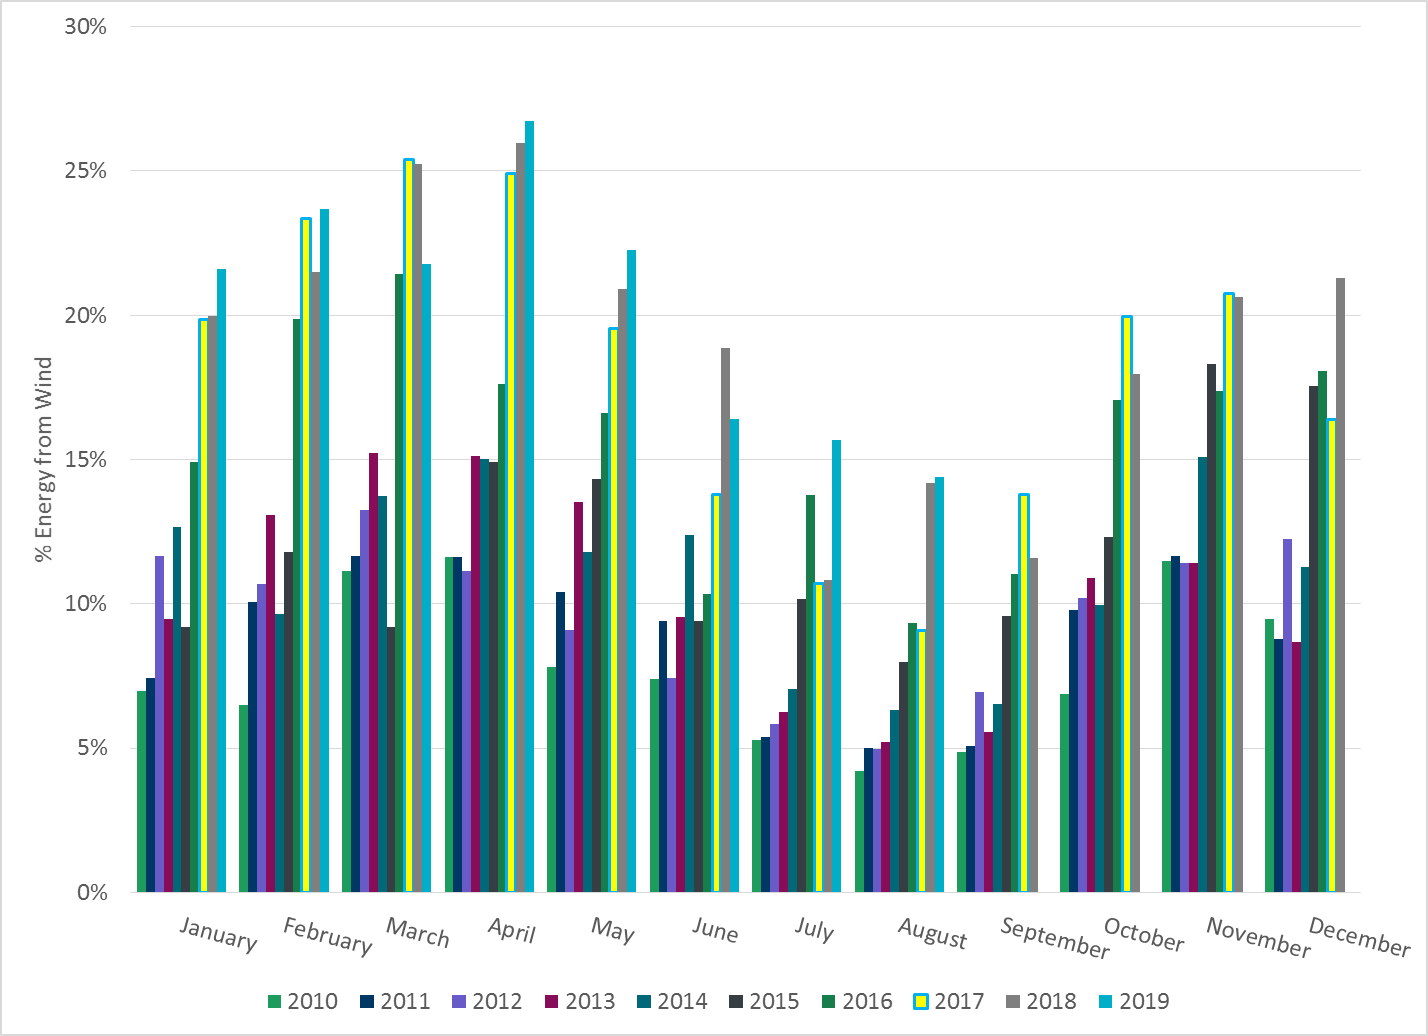 30%
25%
20%
15%
10%
5%
0%
% Energy from Wind
January February March April May June July August September October November December
2010 2011 2012 2013 2014 2015 2016 2017 2018 2019